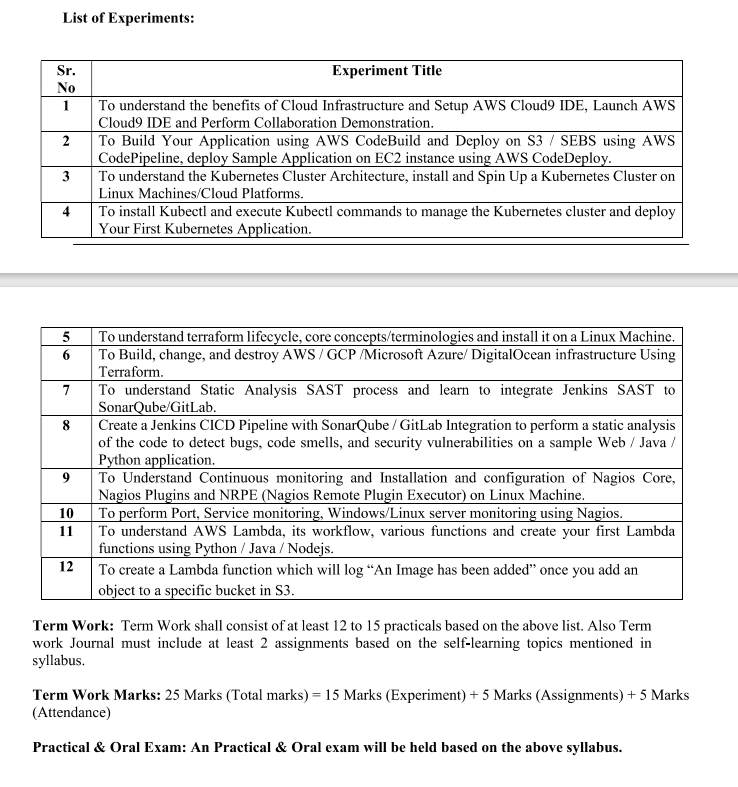 List of Experiments:
Sr.
No
Experiment Title
1
To understand the benefits of Cloud Infrastructure and Setup AWS Cloud9 IDE, Launch AWS
Cloud9 IDE and Perform Collaboration Demonstration.
2
To Build Your Application using AWS CodeBuild and Deploy on S3 / SEBS using AWS
CodePipeline, deploy Sample Application on EC2 instance using AWS CodeDeploy.
3
To understand the Kubernetes Cluster Architecture, install and Spin Up a Kubernetes Cluster on
Linux Machines/Cloud Platforms.
4
To install Kubectl and execute Kubectl commands to manage the Kubernetes cluster and deploy
Your First Kubernetes Application.
5
To understand terraform lifecycle, core concepts/terminologies and install it on a Linux Machine.
6
To Build, change, and destroy AWS / GCP /Microsoft Azure/ DigitalOcean infrastructure Using
Terraform.
7
To understand Static Analysis SAST process and learn to integrate Jenkins SAST to
SonarQube/GitLab.
8
Create a Jenkins CICD Pipeline with SonarQube / GitLab Integration to perform a static analysis
of the code to detect bugs, code smells, and security vulnerabilities on a sample Web / Java /
Python application.
9
To Understand Continuous monitoring and Installation and configuration of Nagios Core,
Nagios Plugins and NRPE (Nagios Remote Plugin Executor) on Linux Machine.
10
To perform Port, Service monitoring, Windows/Linux server monitoring using Nagios.
11
To understand AWS Lambda, its workflow, various functions and create your first Lambda
functions using Python / Java / Nodejs.
12
To create a Lambda function which will log “An Image has been added” once you add an
object to a specific bucket in S3.
Term Work: Term Work shall consist of at least 12 to 15 practicals based on the above list. Also Term
work Journal must include at least 2 assignments based on the self-learning topics mentioned in
syllabus.
Term Work Marks: 25 Marks (Total marks) = 15 Marks (Experiment) + 5 Marks (Assignments) + 5 Marks
(Attendance)
Practical & Oral Exam: An Practical & Oral exam will be held based on the above syllabus.